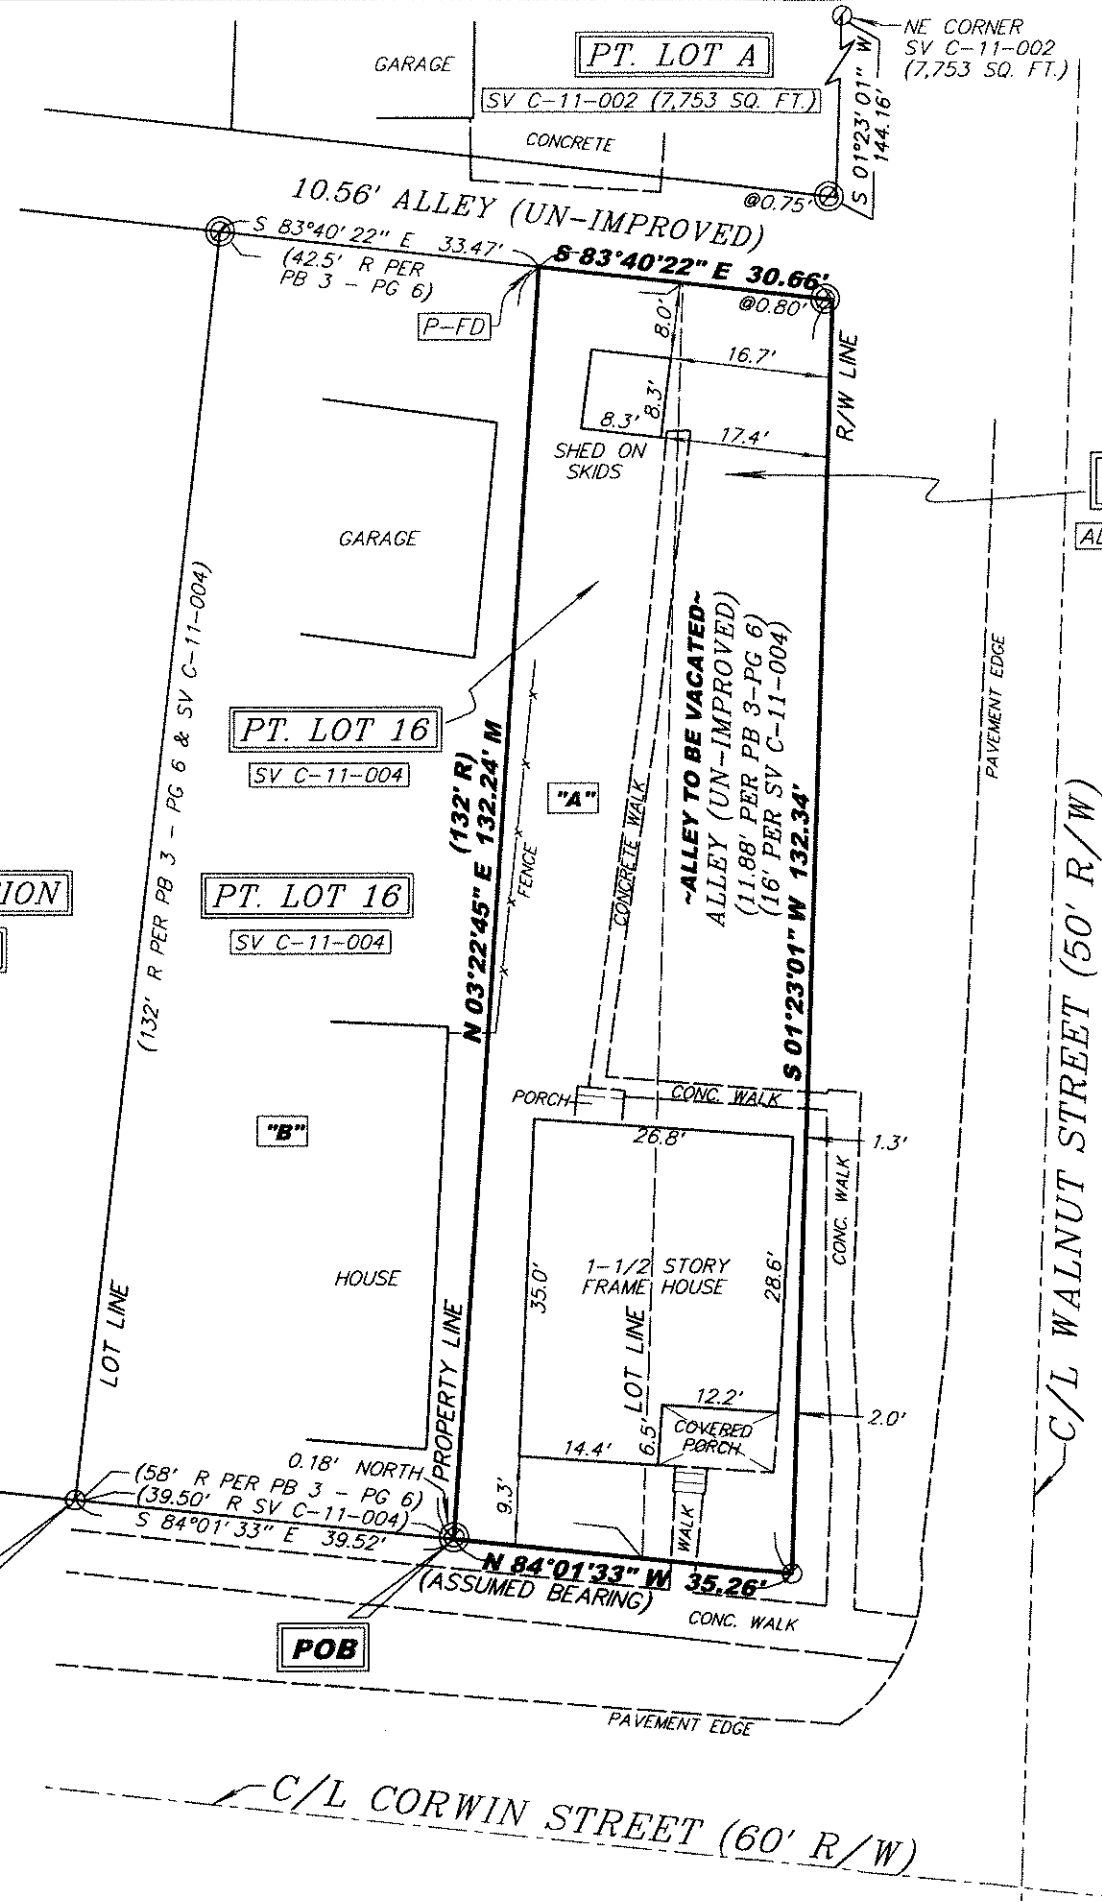 NE CORNER
SV C-11-002
(7,753 SQ. FT.)
S 01°23'01" W
144.16'
GARAGE
PT. LOT A
SV C-11-002 (7,753 SQ. FT.)
CONCRETE
@0.75'
10.56' ALLEY (UN-IMPROVED)
S 83°40'22" E 33.47'
(42.5' R PER
PB 3 - PG 6)
S 83°40'22" E 30.66'
@0.80'
P-FD
8.0'
16.7'
R/W LINE
8.3'
8.3'
17.4'
SHED ON
SKIDS
GARAGE
AL
(132' R PER PB 3 - PG 6 & SV C-11-004)
~ALLEY TO BE VACATED~
ALLEY (UN-IMPROVED)
(11.88' PER PB 3-PG 6)
(16' PER SV C-11-004)
PAVEMENT EDGE
PT. LOT 16
SV C-11-004
(132' R)
N 03°22'45" E 132.24' M
"A"
CONCRETE WALK
FENCE
S 01°23'01" W 132.34'
ION
PT. LOT 16
SV C-11-004
C/L WALNUT STREET (50' R/W)
PORCH
CONC. WALK
"B"
26.8'
1.3'
CONC. WALK
HOUSE
35.0'
1-1/2 STORY
FRAME HOUSE
28.6'
LOT LINE
PROPERTY LINE
LOT LINE
12.2'
2.0'
COVERED
PORCH
14.4'
6.5'
0.18' NORTH
(58' R PER PB 3 - PG 6)
(39.50' R SV C-11-004)
S 84°01'33" E 39.52'
9.3'
WALK
N 84°01'33" W 35.26'
(ASSUMED BEARING)
CONC. WALK
POB
PAVEMENT EDGE
C/L CORWIN STREET (60' R/W)